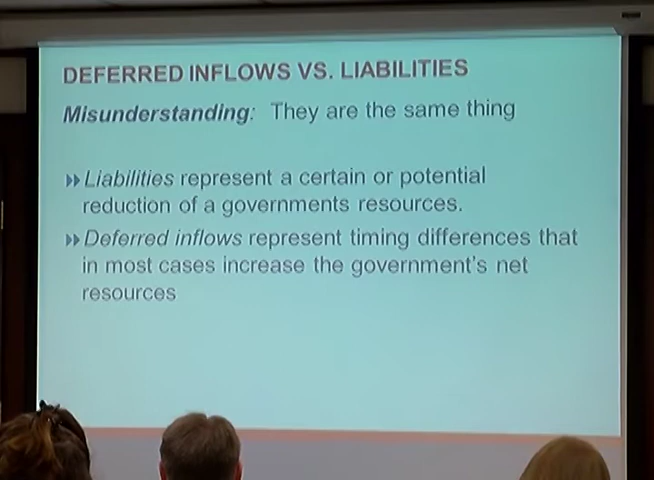 DEFERRED INFLOWS VS. LIABILITIES
Misunderstanding: They are the same thing
Liabilities represent a certain or potential
reduction of a governments resources.
Deferred inflows represent timing differences that
in most cases increase the government's net
resources